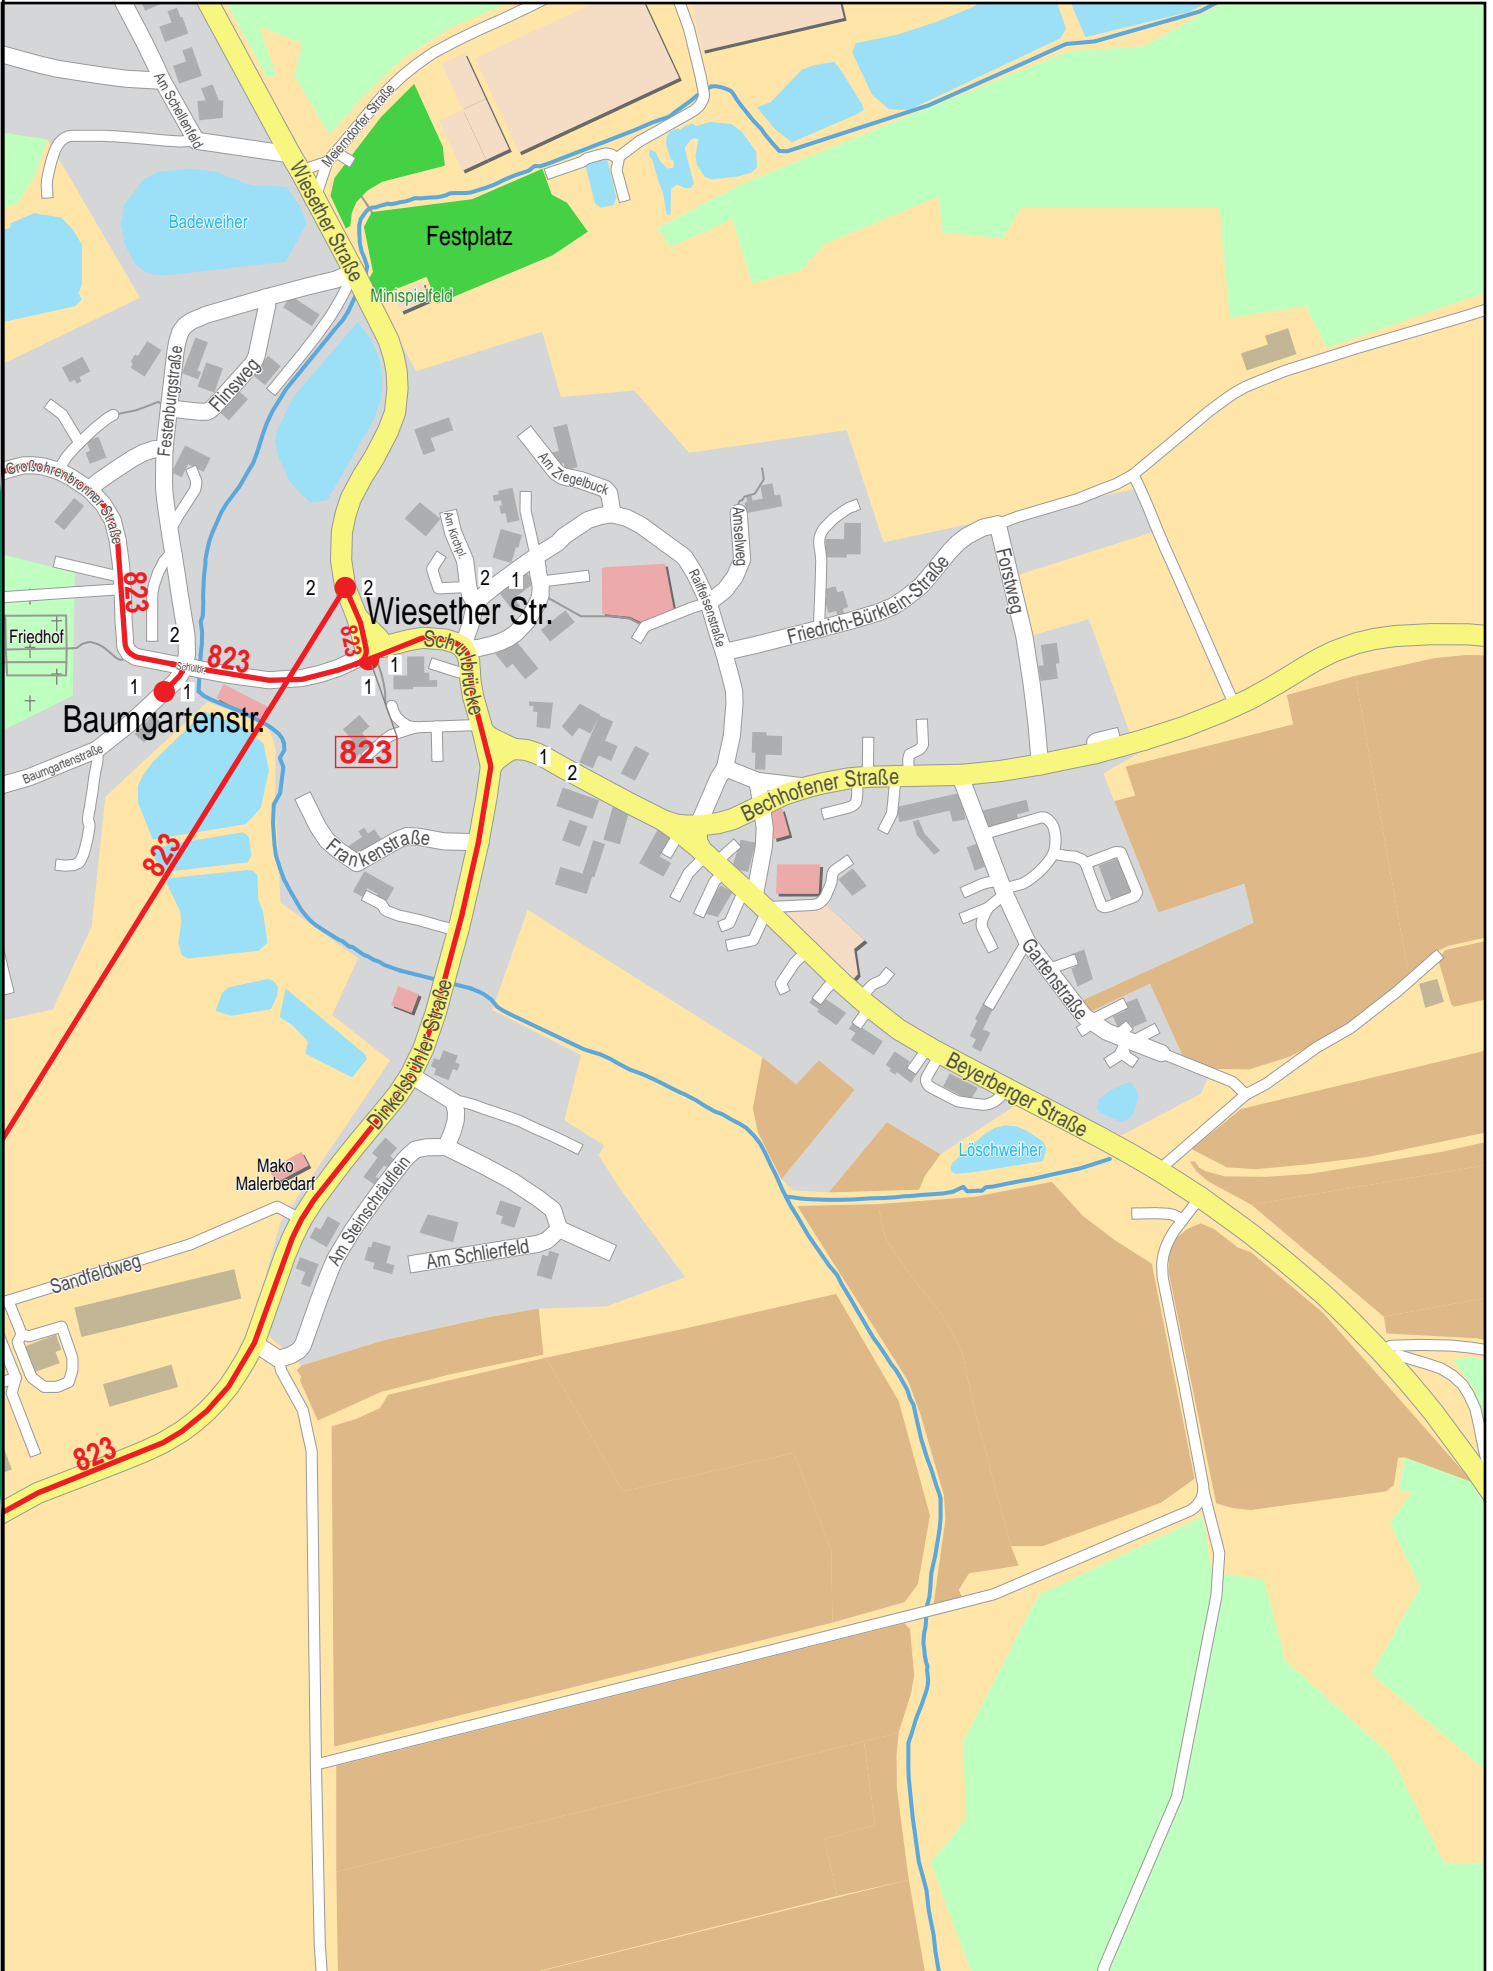 Am Schellenfeld
Meierndorfer Straße
Wiesether Straße
Badeweiher
Festplatz
Minispielfeld
Festenburgstraße
Flinsweg
Großohrenbronner Straße
Am Ziegelbuck
Am Kirchpl.
Amselweg
Raiffeisenstraße
Friedrich-Bürklein-Straße
Forstweg
823
2
2
2
1
Wiesether Str.
Friedhof
2
823
823
Schulbr.
Schulbrücke
1
1
1
1
Baumgartenstr.
Baumgartenstraße
823
1
2
Bechhofener Straße
823
Frankenstraße
Gartenstraße
Dinkelsbühler Straße
Beyerberger Straße
Löschweiher
Mako
Malerbedarf
Am Steinschräuflein
Am Schlierfeld
Sandfeldweg
823